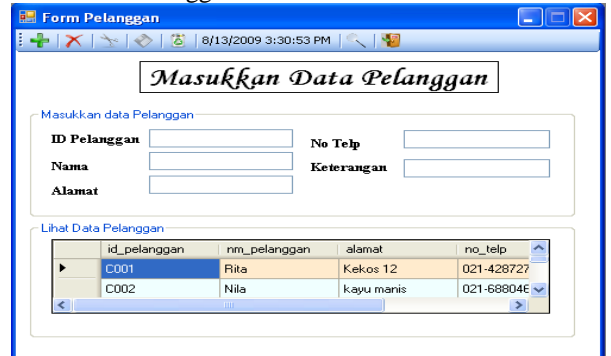 Form Pelanggan
8/13/2009 3:30:53 PM
Masukkan Data Pelanggan
Masukkan data Pelanggan
ID Pelanggan
No Telp
Nama
Keterangan
Alamat
Lihat Data Pelanggan
id_pelanggan nm_pelanggan alamat no_telp
C001 Rita Kekos 12 021-428727
C002 Nila kayu manis 021-688046